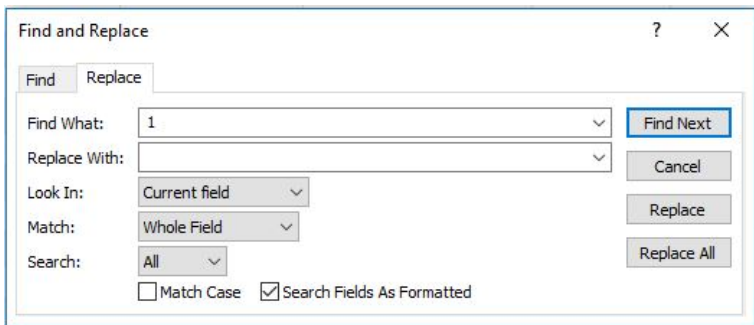 Find and Replace ? X
Find Replace
Find What: 1 Find Next
Replace With: Cancel
Look In: Current field
Match: Whole Field Replace
Search: All Replace All
Match Case Search Fields As Formatted